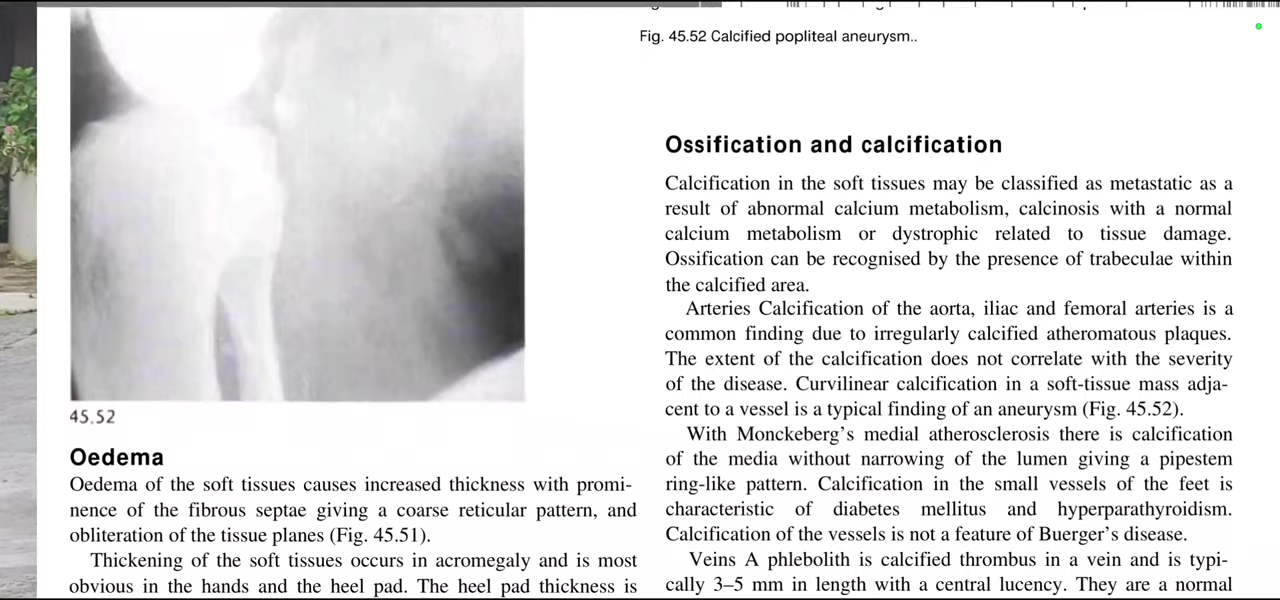 Fig. 45.52 Calcified popliteal aneurysm..
45.52
Oedema
Oedema of the soft tissues causes increased thickness with promi-
nence of the fibrous septae giving a coarse reticular pattern, and
obliteration of the tissue planes (Fig. 45.51).
Thickening of the soft tissues occurs in acromegaly and is most
obvious in the hands and the heel pad. The heel pad thickness is
Ossification and calcification
Calcification in the soft tissues may be classified as metastatic as a
result of abnormal calcium metabolism, calcinosis with a normal
calcium metabolism or dystrophic related to tissue damage.
Ossification can be recognised by the presence of trabeculae within
the calcified area.
Arteries Calcification of the aorta, iliac and femoral arteries is a
common finding due to irregularly calcified atheromatous plaques.
The extent of the calcification does not correlate with the severity
of the disease. Curvilinear calcification in a soft-tissue mass adja-
cent to a vessel is a typical finding of an aneurysm (Fig. 45.52).
With Monckeberg's medial atherosclerosis there is calcification
of the media without narrowing of the lumen giving a pipestem
ring-like pattern. Calcification in the small vessels of the feet is
characteristic of diabetes mellitus and hyperparathyroidism.
Calcification of the vessels is not a feature of Buerger's disease.
Veins A phlebolith is calcified thrombus in a vein and is typi-
cally 3–5 mm in length with a central lucency. They are a normal